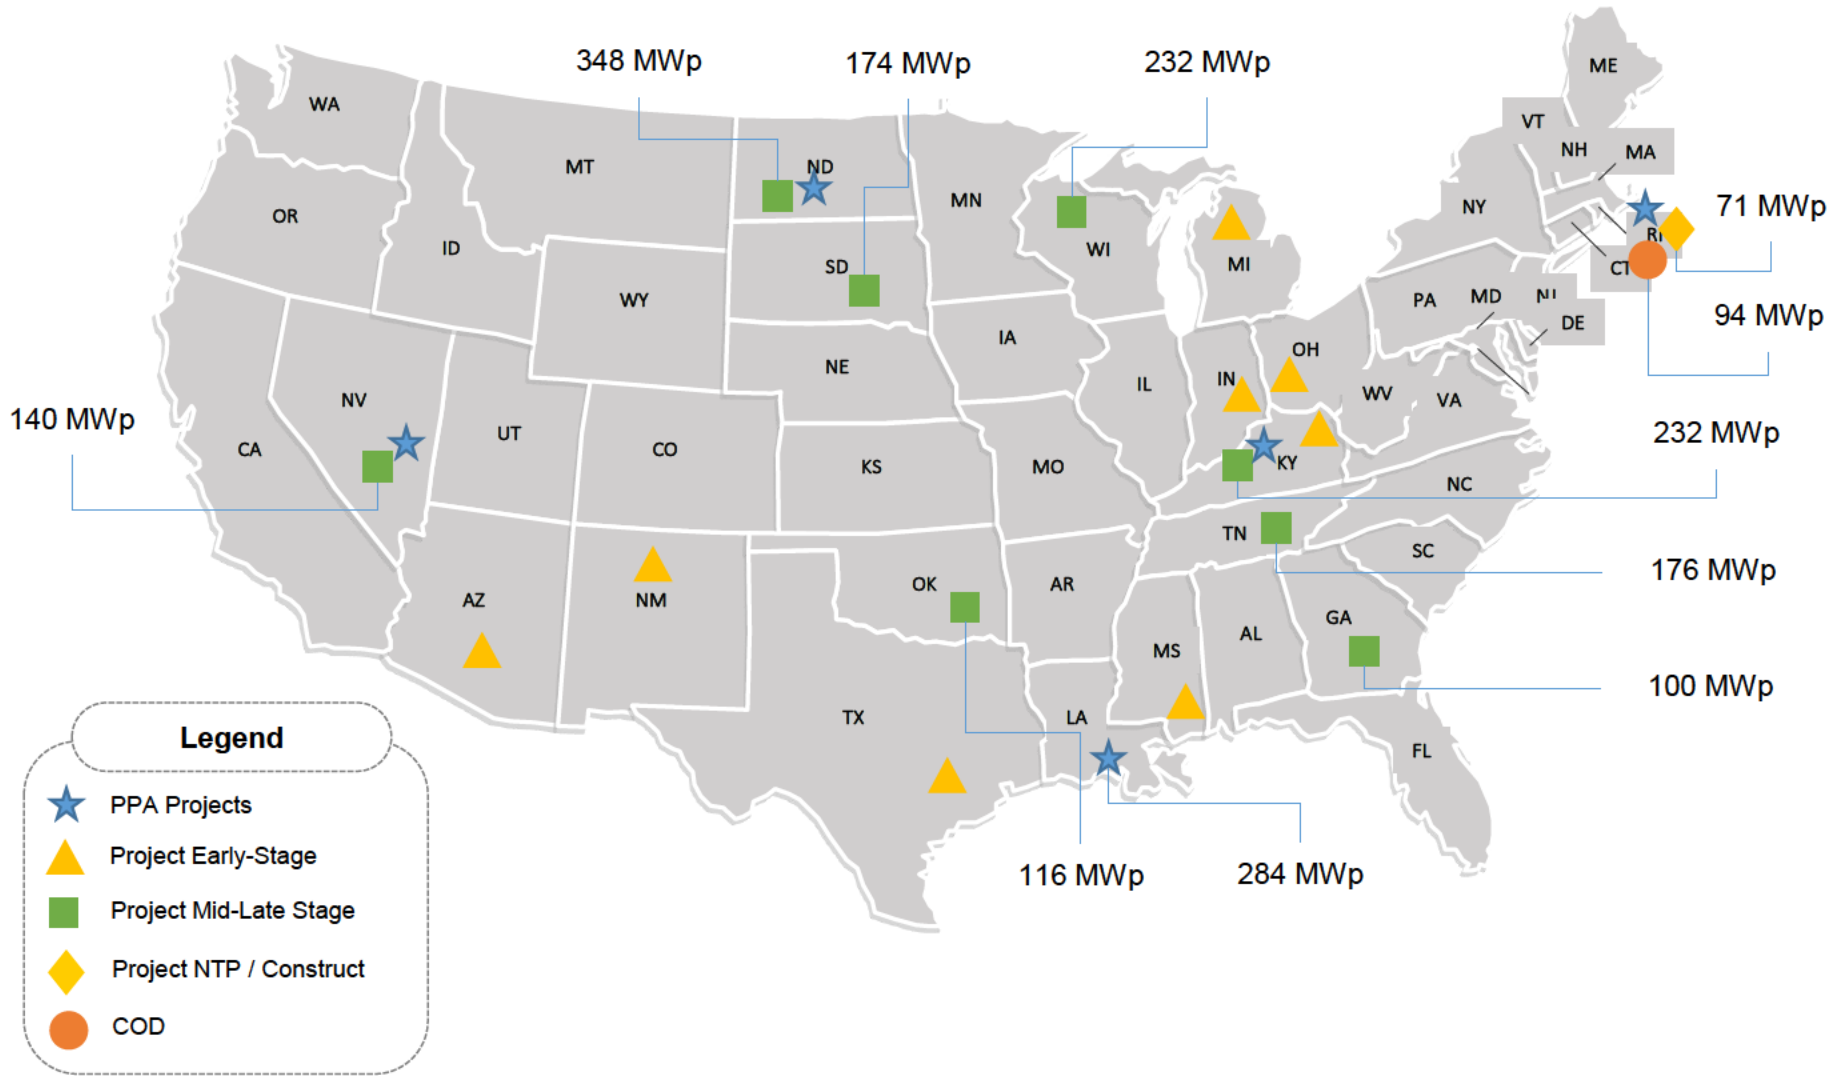 348 MWp
174 MWp
232 MWp
ME
WA
VT
NH
MA
MT
ND
MN
OR
NY
71 MWp
ID
WI
RI
SD
MI
CT
WY
PA
MD
NJ
DE
94 MWp
IA
OH
NE
IL
IN
WV
VA
NV
140 MWp
UT
CO
KS
MO
KY
232 MWp
CA
NC
TN
SC
176 MWp
OK
AR
AZ
NM
GA
AL
MS
100 MWp
TX
LA
FL
Legend
PPA Projects
Project Early-Stage
Project Mid-Late Stage
Project NTP / Construct
COD
116 MWp
284 MWp